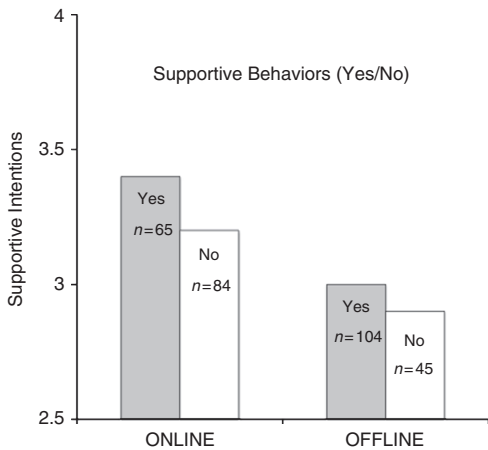 4
Supportive Behaviors (Yes/No)
3.5
Supportive Intentions
Yes
n=65
No
n=84
3
Yes
n=104
No
n=45
2.5
ONLINE
OFFLINE